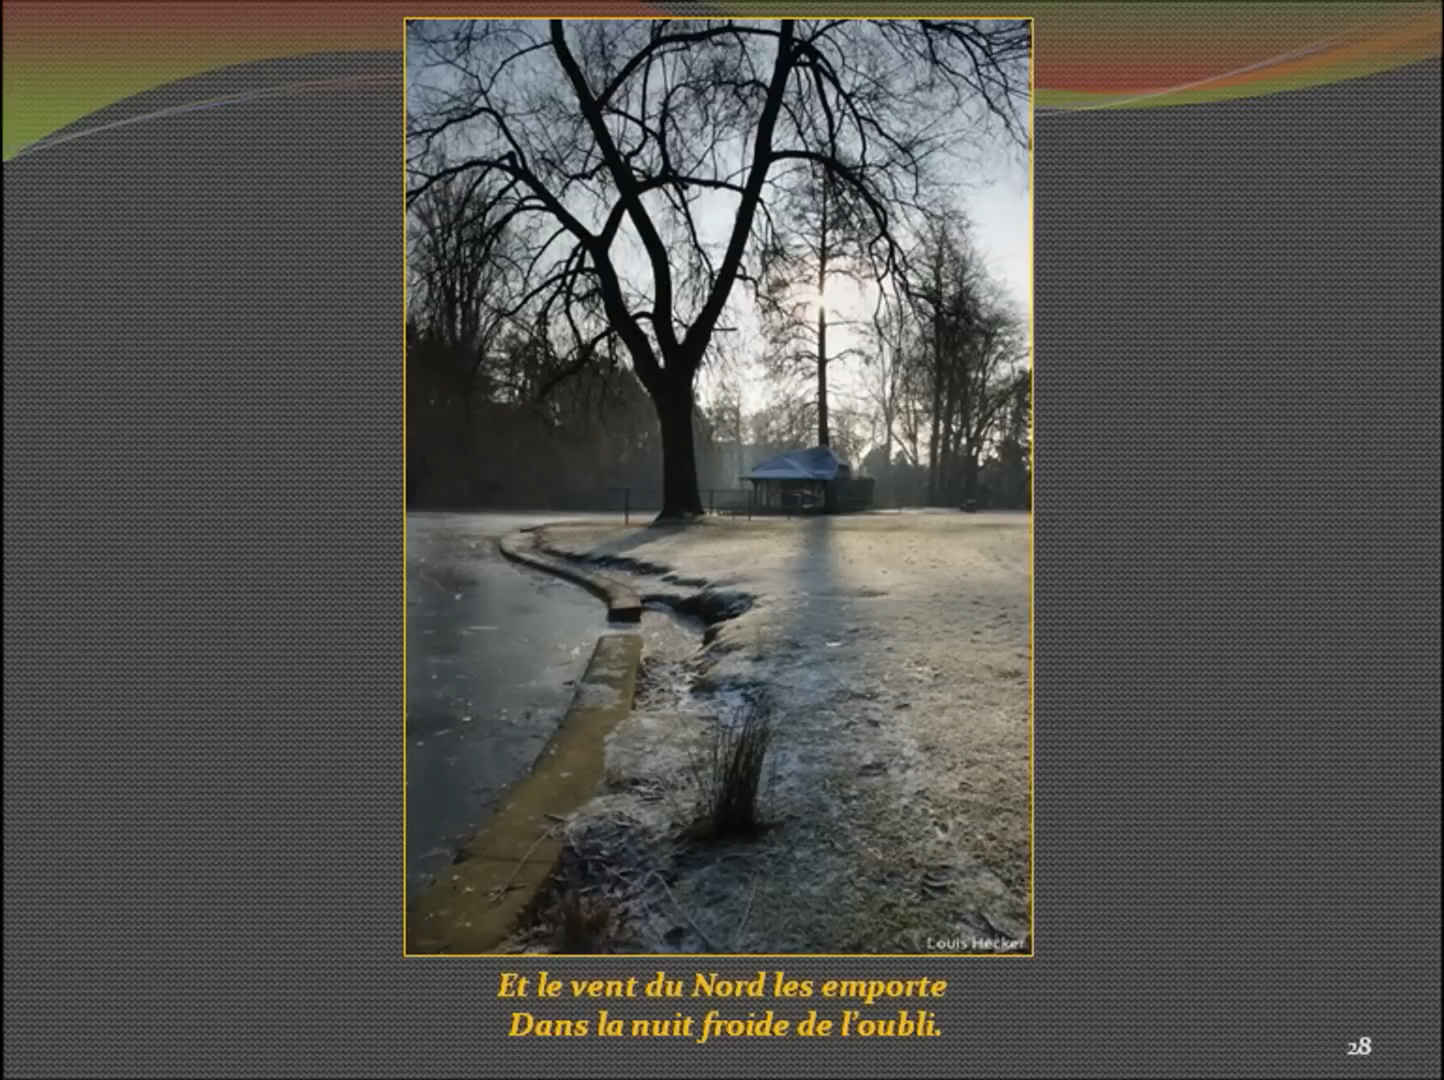 Louis Hecker
Et le vent du Nord les emporte
Dans la nuit froide de l'oubli.
28